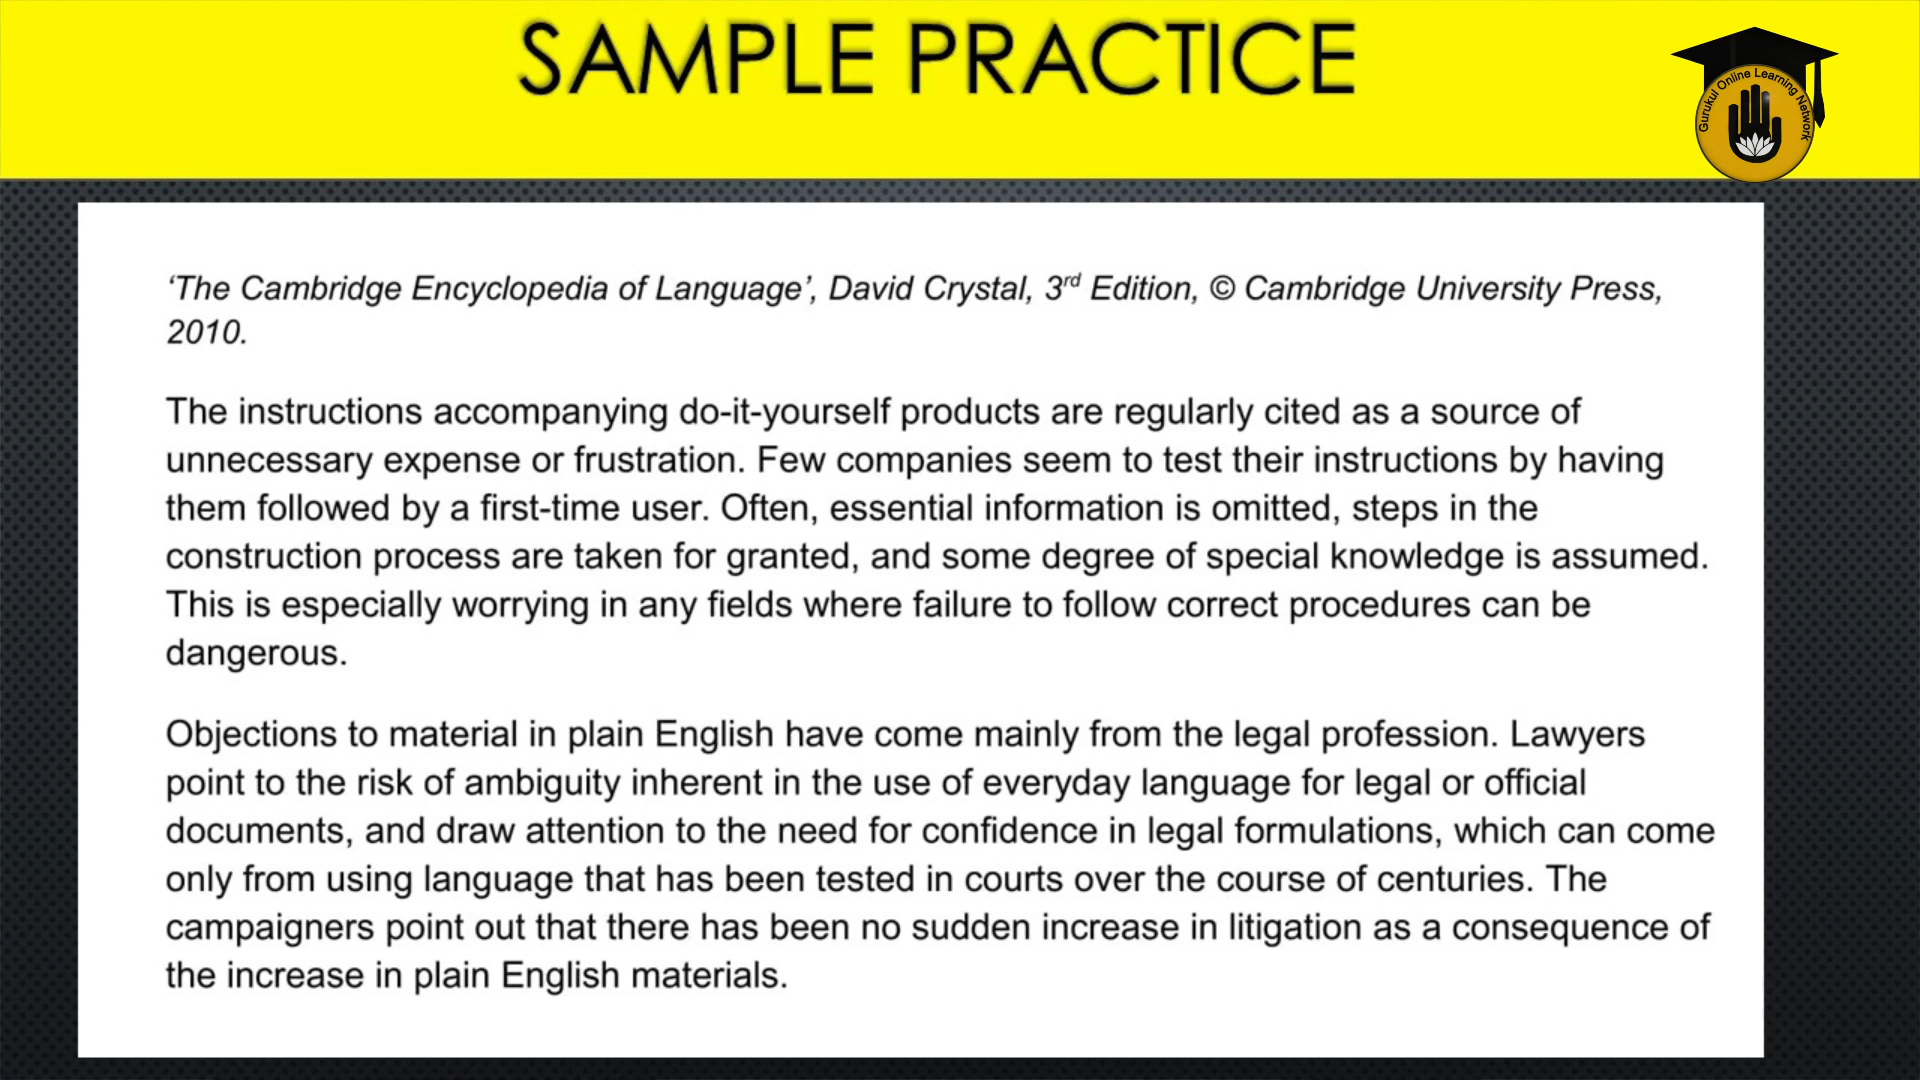 SAMPLE PRACTICE
Gurukul Online Learning Network
‘The Cambridge Encyclopedia of Language’, David Crystal, 3rd Edition, © Cambridge University Press,
2010.
The instructions accompanying do-it-yourself products are regularly cited as a source of
unnecessary expense or frustration. Few companies seem to test their instructions by having
them followed by a first-time user. Often, essential information is omitted, steps in the
construction process are taken for granted, and some degree of special knowledge is assumed.
This is especially worrying in any fields where failure to follow correct procedures can be
dangerous.
Objections to material in plain English have come mainly from the legal profession. Lawyers
point to the risk of ambiguity inherent in the use of everyday language for legal or official
documents, and draw attention to the need for confidence in legal formulations, which can come
only from using language that has been tested in courts over the course of centuries. The
campaigners point out that there has been no sudden increase in litigation as a consequence of
the increase in plain English materials.